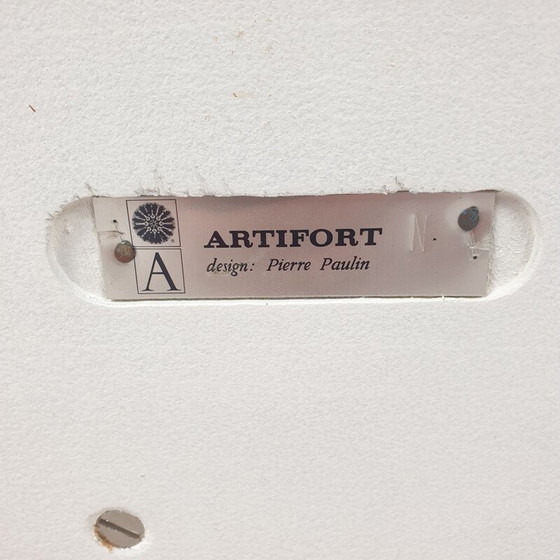 ARTIFORT
design: Pierre Paulin
A
N